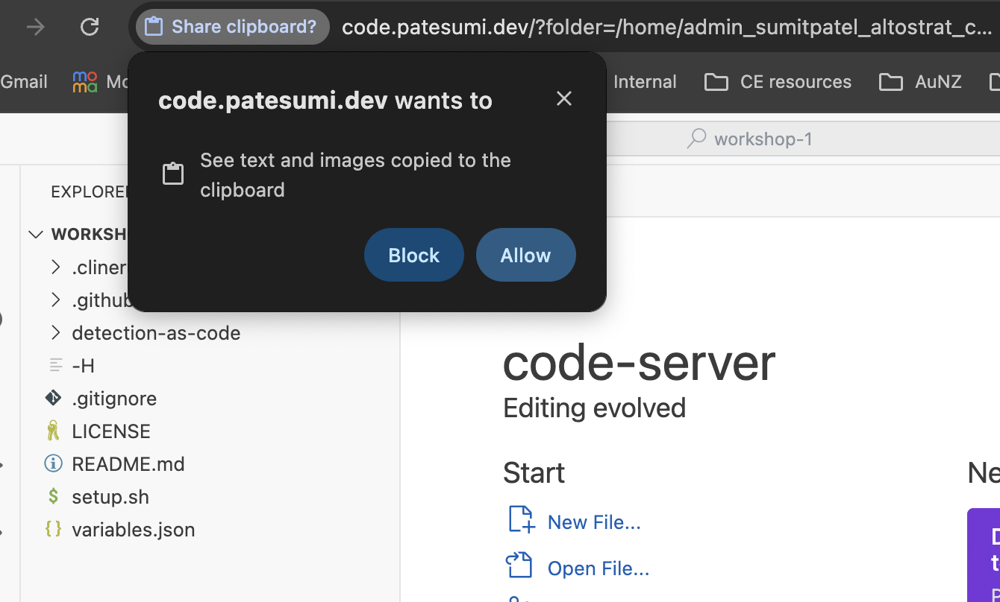 Share clipboard?
code.patesumi.dev/?folder=/home/admin_sumitpatel_altostrat_c...
Gmail
Internal
CE resources
AuNZ
code.patesumi.dev wants to
See text and images copied to the
clipboard
Block
Allow
workshop-1
EXPLORE
WORKSH
.cliner
.github
detection-as-code
-H
.gitignore
LICENSE
README.md
setup.sh
variables.json
code-server
Editing evolved
Start
New File...
Open File...
Ne